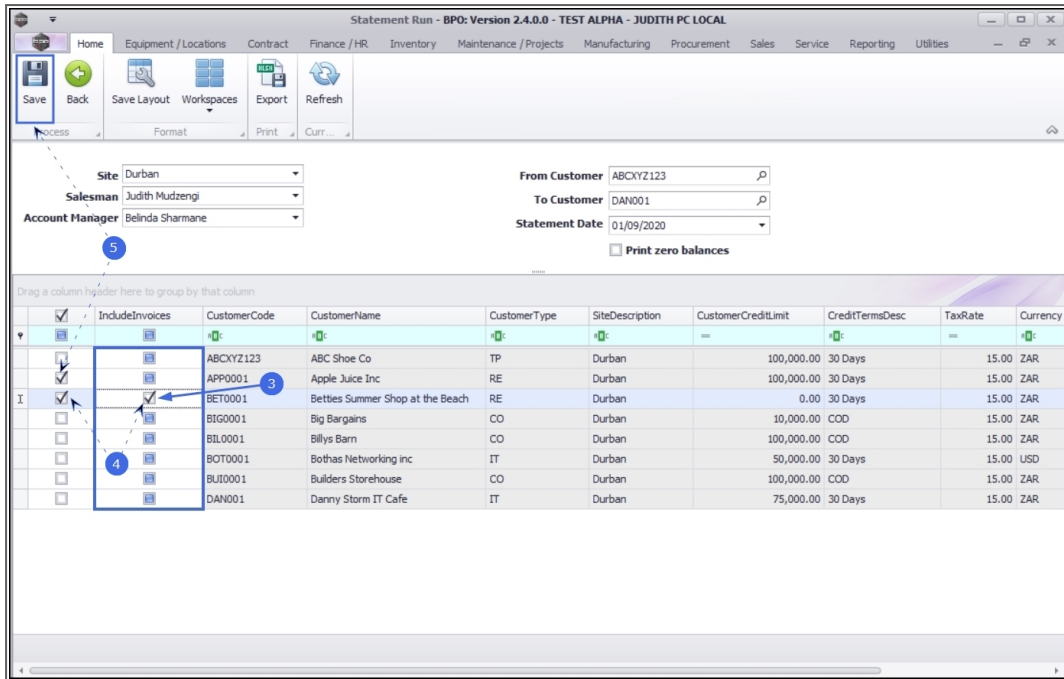 Statement Run - BPO: Version 2.4.0.0 - TEST ALPHA - JUDITH PC LOCAL
Home Equipment / Locations Contract Finance / HR Inventory Maintenance / Projects Manufacturing Procurement Sales Service Reporting Utilities
Save Back Save Layout Workspaces Export Refresh
Process Format Print Curr...
Site Durban From Customer ABCXYZ123
Salesman Judith Mudzengi To Customer DAN001
Account Manager Belinda Sharmane Statement Date 01/09/2020
5 Print zero balances
Drag a column header here to group by that column
IncludeInvoices CustomerCode CustomerName CustomerType SiteDescription CustomerCreditLimit CreditTermsDesc TaxRate Currency
ABCXYZ123 ABC Shoe Co TP Durban 100,000.00 30 Days 15.00 ZAR
APP0001 Apple Juice Inc RE Durban 100,000.00 30 Days 15.00 ZAR
3
BET0001 Betties Summer Shop at the Beach RE Durban 0.00 30 Days 15.00 ZAR
BIG0001 Big Bargains CO Durban 10,000.00 COD 15.00 ZAR
BIL0001 Billys Barn CO Durban 100,000.00 COD 15.00 ZAR
4
BOT0001 Bothas Networking inc IT Durban 50,000.00 30 Days 15.00 USD
BUI0001 Builders Storehouse CO Durban 100,000.00 COD 15.00 ZAR
DAN001 Danny Storm IT Cafe IT Durban 75,000.00 30 Days 15.00 ZAR